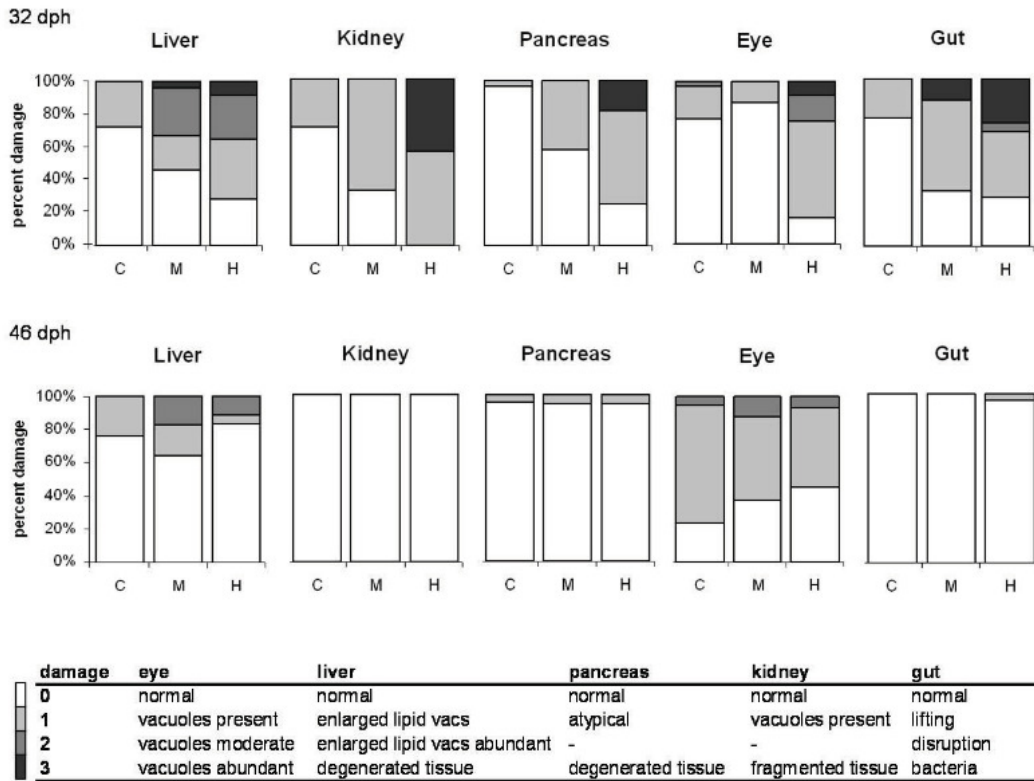 32 dph
Liver Kidney Pancreas Eye Gut
percent damage
100%
80%
60%
40%
20%
0%
C M H C M H C M H C M H C M H
46 dph
Liver Kidney Pancreas Eye Gut
percent damage
100%
80%
60%
40%
20%
0%
C M H C M H C M H C M H C M H
damage eye liver pancreas kidney gut
0 normal normal normal normal normal
1 vacuoles present enlarged lipid vacs atypical vacuoles present lifting
2 vacuoles moderate enlarged lipid vacs abundant - - disruption
3 vacuoles abundant degenerated tissue degenerated tissue fragmented tissue bacteria